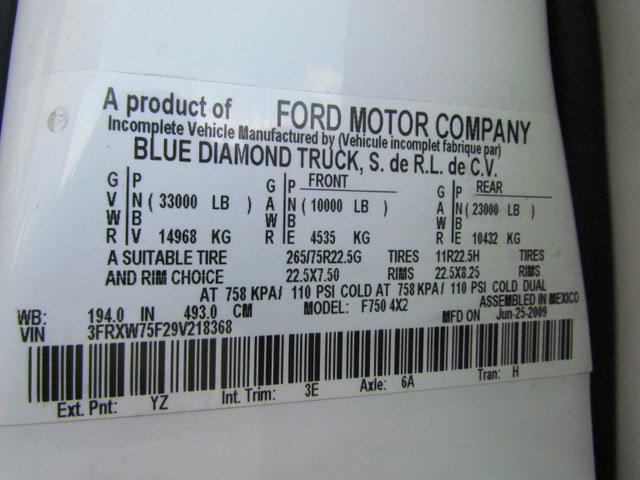 A product of FORD MOTOR COMPANY
Incomplete Vehicle Manufactured by (Vehicule incomplet fabrique par)
BLUE DIAMOND TRUCK, S. de R.L. de C.V.
G P G P FRONT G P REAR
V N ( 33000 LB ) A N ( 10000 LB ) A N ( 23000 LB )
W B W B W B
R V 14968 KG R E 4535 KG R E 10432 KG
A SUITABLE TIRE 265/75R22.5G TIRES 11R22.5H TIRES
AND RIM CHOICE 22.5X7.50 RIMS 22.5X8.25 RIMS
AT 758 KPA/ 110 PSI COLD AT 758 KPA/ 110 PSI COLD DUAL
WB: 194.0 IN 493.0 CM MODEL: F750 4X2 ASSEMBLED IN MEXICO
VIN 3FRXW75F29V218368 MFD ON Jun-25-2009
Ext. Pnt: YZ Int. Trim: 3E Axle: 6A Tran: H